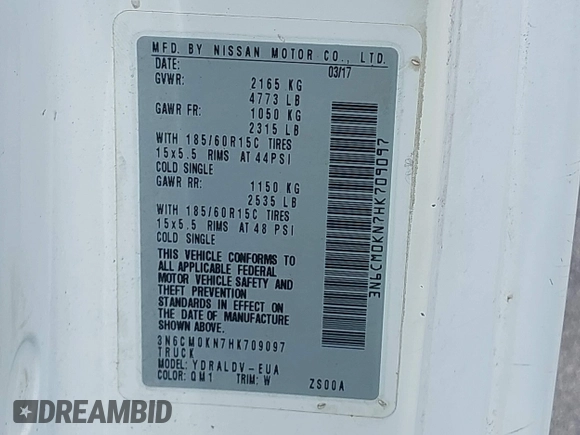 MFD. BY NISSAN MOTOR CO., LTD.
DATE: 03/17
GVWR: 2165 KG
4773 LB
GAWR FR: 1050 KG
2315 LB
WITH 185/60R15C TIRES
15x5.5 RIMS AT 44PSI
COLD SINGLE
GAWR RR: 1150 KG
2535 LB
WITH 185/60R15C TIRES
15x5.5 RIMS AT 48 PSI
COLD SINGLE
THIS VEHICLE CONFORMS TO
ALL APPLICABLE FEDERAL
MOTOR VEHICLE SAFETY AND
THEFT PREVENTION
STANDARDS IN EFFECT ON
THE DATE OF MANUFACTURE
SHOWN ABOVE.
3N6CM0KN7HK709097
TRUCK
MODEL: YDRALDV-EUA
COLOR: QM1 TRIM: W ZS00A
3N6CM0KN7HK709097
DREAMBID